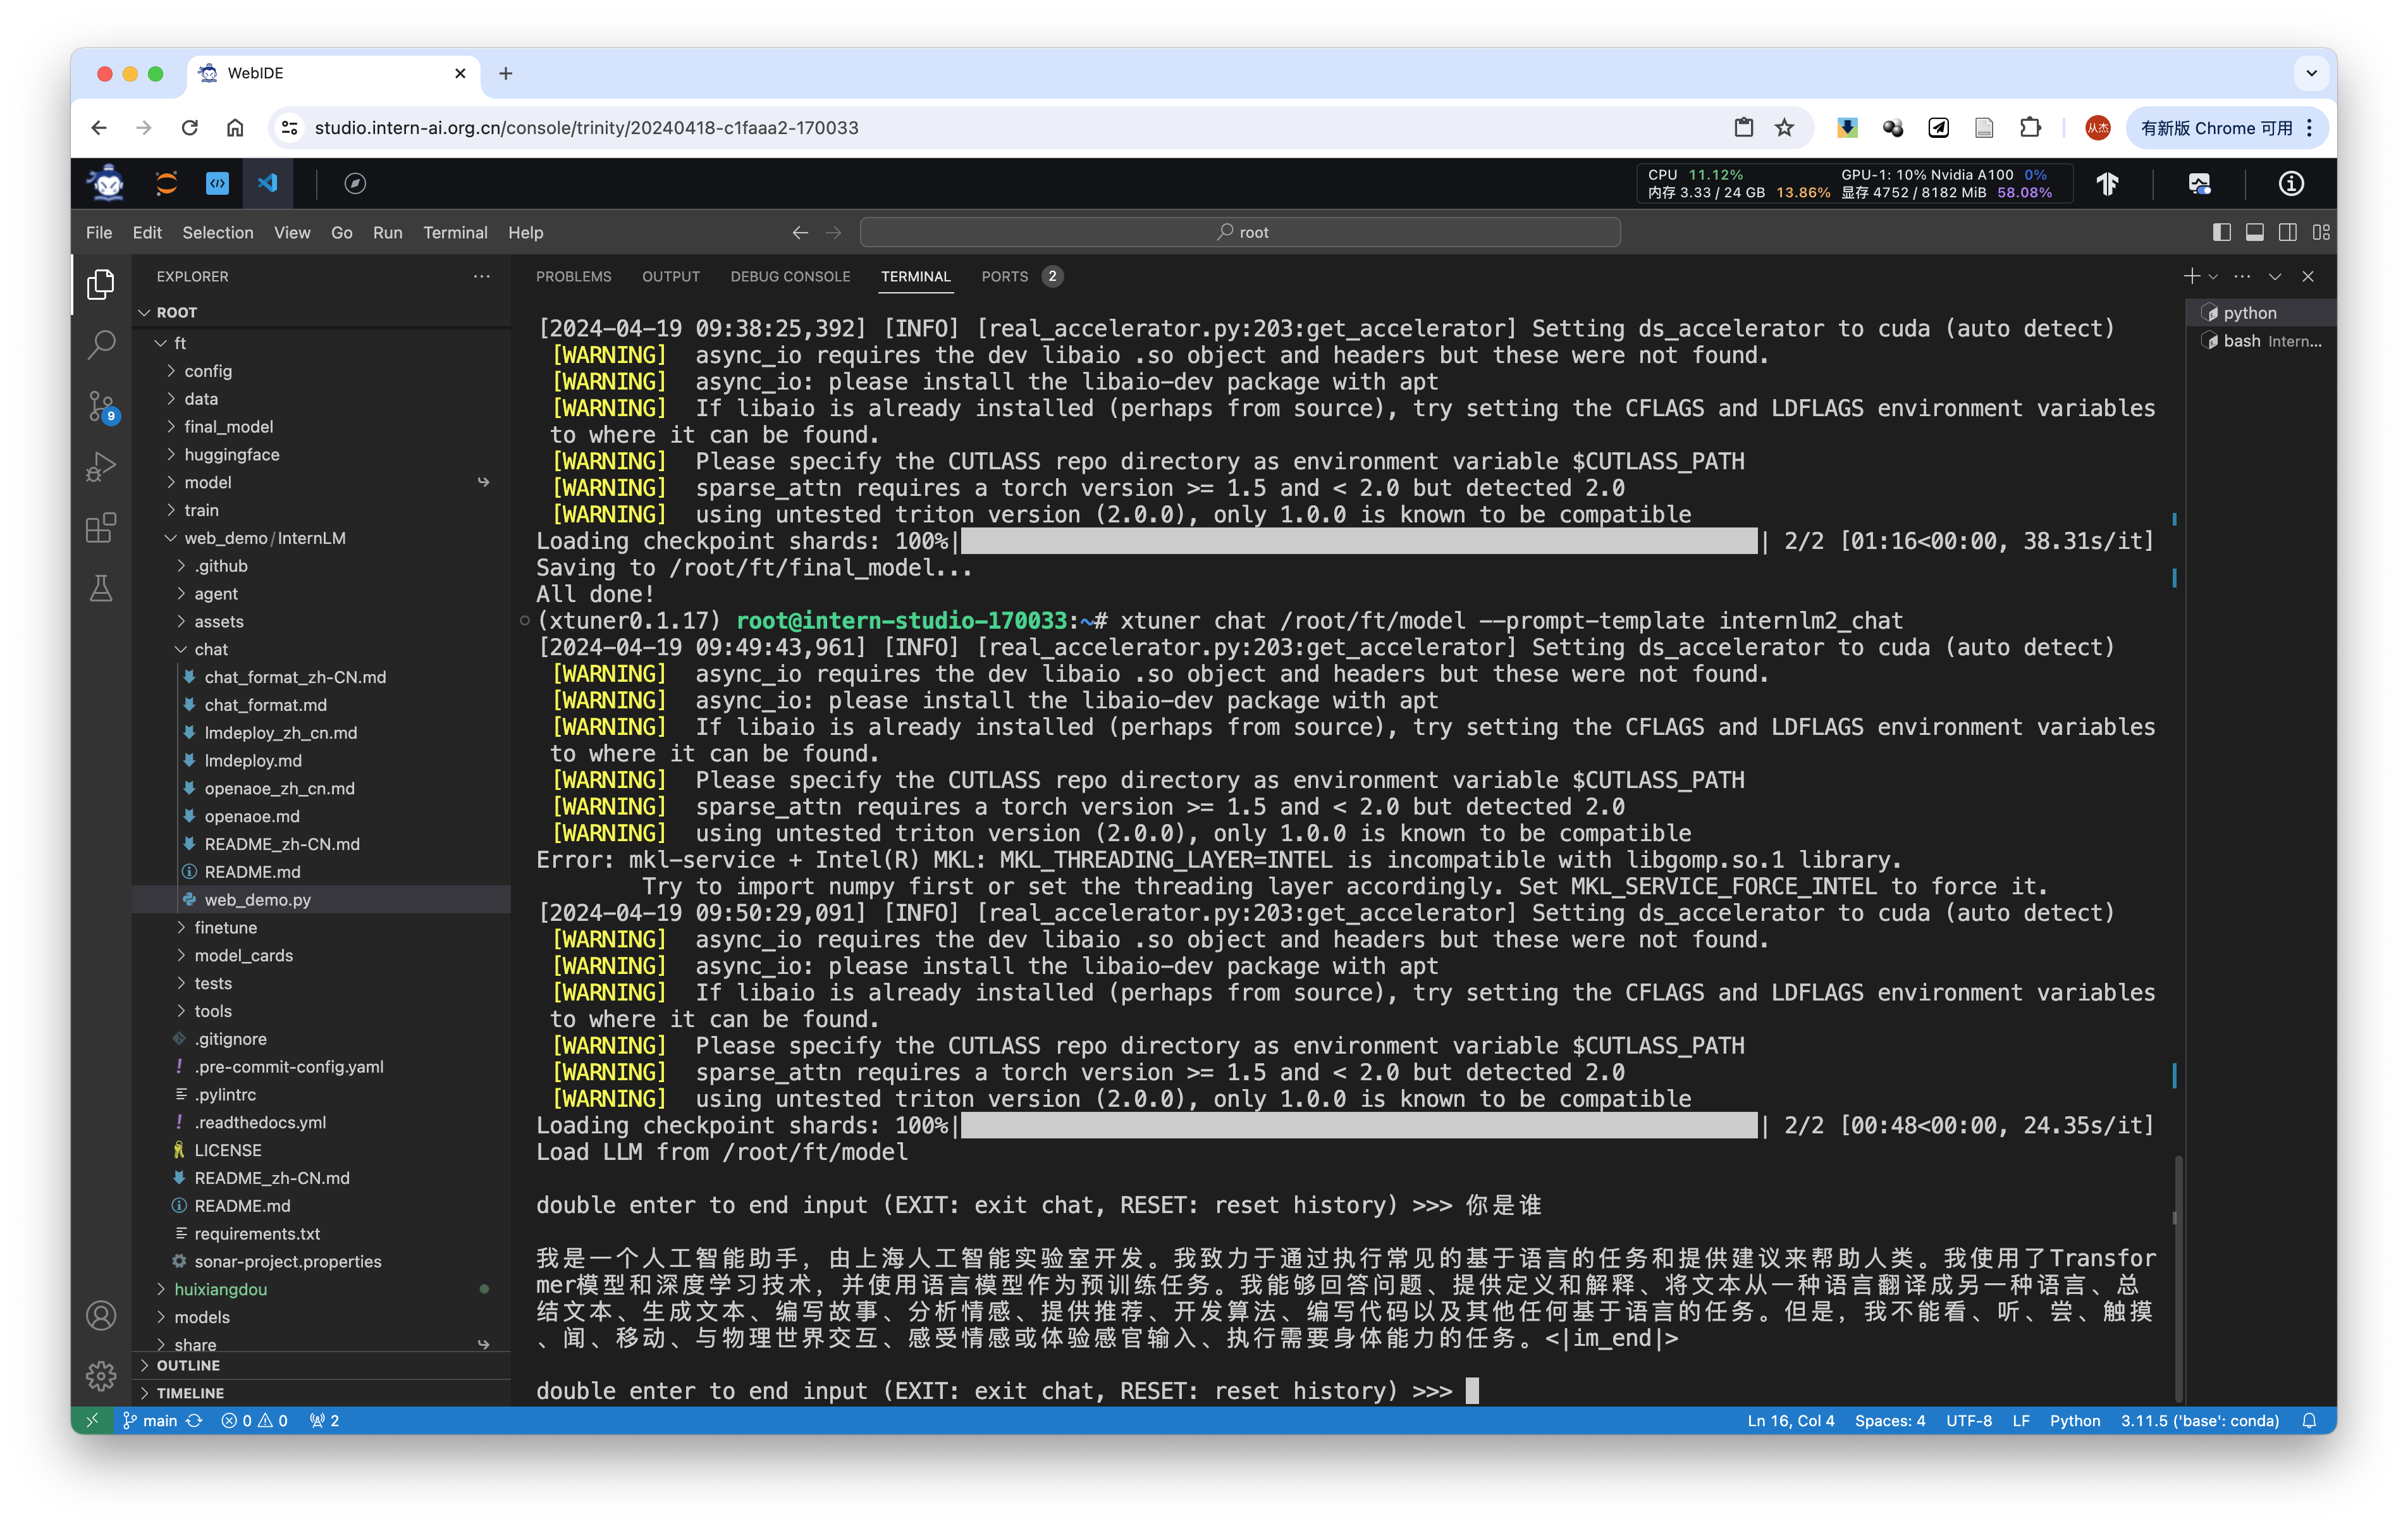 WebIDE
studio.intern-ai.org.cn/console/trinity/20240418-c1faaa2-170033
从杰
有新版 Chrome 可用
CPU 11.12% GPU-1: 10% Nvidia A100 0%
内存 3.33 / 24 GB 13.86% 显存 4752 / 8182 MiB 58.08%
File Edit Selection View Go Run Terminal Help
root
EXPLORER
ROOT
ft
config
data
final_model
huggingface
model
train
web_demo/InternLM
.github
agent
assets
chat
chat_format_zh-CN.md
chat_format.md
lmdeploy_zh_cn.md
lmdeploy.md
openaoe_zh_cn.md
openaoe.md
README_zh-CN.md
README.md
web_demo.py
finetune
model_cards
tests
tools
.gitignore
.pre-commit-config.yaml
.pylintrc
.readthedocs.yml
LICENSE
README_zh-CN.md
README.md
requirements.txt
sonar-project.properties
huixiangdou
models
share
OUTLINE
TIMELINE
9
PROBLEMS OUTPUT DEBUG CONSOLE TERMINAL PORTS 2
[2024-04-19 09:38:25,392] [INFO] [real_accelerator.py:203:get_accelerator] Setting ds_accelerator to cuda (auto detect)
[WARNING] async_io requires the dev libaio .so object and headers but these were not found.
[WARNING] async_io: please install the libaio-dev package with apt
[WARNING] If libaio is already installed (perhaps from source), try setting the CFLAGS and LDFLAGS environment variables
to where it can be found.
[WARNING] Please specify the CUTLASS repo directory as environment variable $CUTLASS_PATH
[WARNING] sparse_attn requires a torch version >= 1.5 and < 2.0 but detected 2.0
[WARNING] using untested triton version (2.0.0), only 1.0.0 is known to be compatible
Loading checkpoint shards: 100%| | 2/2 [01:16<00:00, 38.31s/it]
Saving to /root/ft/final_model...
All done!
(xtuner0.1.17) root@intern-studio-170033:~# xtuner chat /root/ft/model --prompt-template internlm2_chat
[2024-04-19 09:49:43,961] [INFO] [real_accelerator.py:203:get_accelerator] Setting ds_accelerator to cuda (auto detect)
[WARNING] async_io requires the dev libaio .so object and headers but these were not found.
[WARNING] async_io: please install the libaio-dev package with apt
[WARNING] If libaio is already installed (perhaps from source), try setting the CFLAGS and LDFLAGS environment variables
to where it can be found.
[WARNING] Please specify the CUTLASS repo directory as environment variable $CUTLASS_PATH
[WARNING] sparse_attn requires a torch version >= 1.5 and < 2.0 but detected 2.0
[WARNING] using untested triton version (2.0.0), only 1.0.0 is known to be compatible
Error: mkl-service + Intel(R) MKL: MKL_THREADING_LAYER=INTEL is incompatible with libgomp.so.1 library.
Try to import numpy first or set the threading layer accordingly. Set MKL_SERVICE_FORCE_INTEL to force it.
[2024-04-19 09:50:29,091] [INFO] [real_accelerator.py:203:get_accelerator] Setting ds_accelerator to cuda (auto detect)
[WARNING] async_io requires the dev libaio .so object and headers but these were not found.
[WARNING] async_io: please install the libaio-dev package with apt
[WARNING] If libaio is already installed (perhaps from source), try setting the CFLAGS and LDFLAGS environment variables
to where it can be found.
[WARNING] Please specify the CUTLASS repo directory as environment variable $CUTLASS_PATH
[WARNING] sparse_attn requires a torch version >= 1.5 and < 2.0 but detected 2.0
[WARNING] using untested triton version (2.0.0), only 1.0.0 is known to be compatible
Loading checkpoint shards: 100%| | 2/2 [00:48<00:00, 24.35s/it]
Load LLM from /root/ft/model
double enter to end input (EXIT: exit chat, RESET: reset history) >>> 你是谁
我是一个人工智能助手，由上海人工智能实验室开发。我致力于通过执行常见的基于语言的任务和提供建议来帮助人类。我使用了Transfor
mer模型和深度学习技术，并使用语言模型作为预训练任务。我能够回答问题、提供定义和解释、将文本从一种语言翻译成另一种语言、总
结文本、生成文本、编写故事、分析情感、提供推荐、开发算法、编写代码以及其他任何基于语言的任务。但是，我不能看、听、尝、触摸
、闻、移动、与物理世界交互、感受情感或体验感官输入、执行需要身体能力的任务。<|im_end|>
double enter to end input (EXIT: exit chat, RESET: reset history) >>>
python
bash Intern...
main 0 0 2
Ln 16, Col 4 Spaces: 4 UTF-8 LF Python 3.11.5 ('base': conda)